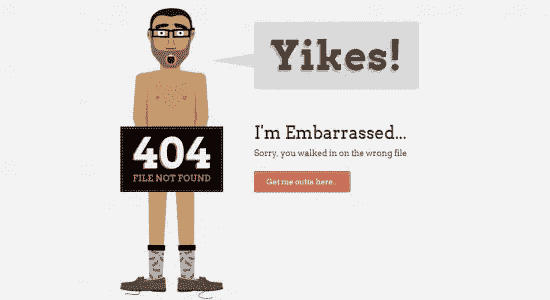 Yikes!
404
FILE NOT FOUND
I'm Embarrassed...
Sorry, you walked in on the wrong file
Get me outta here..